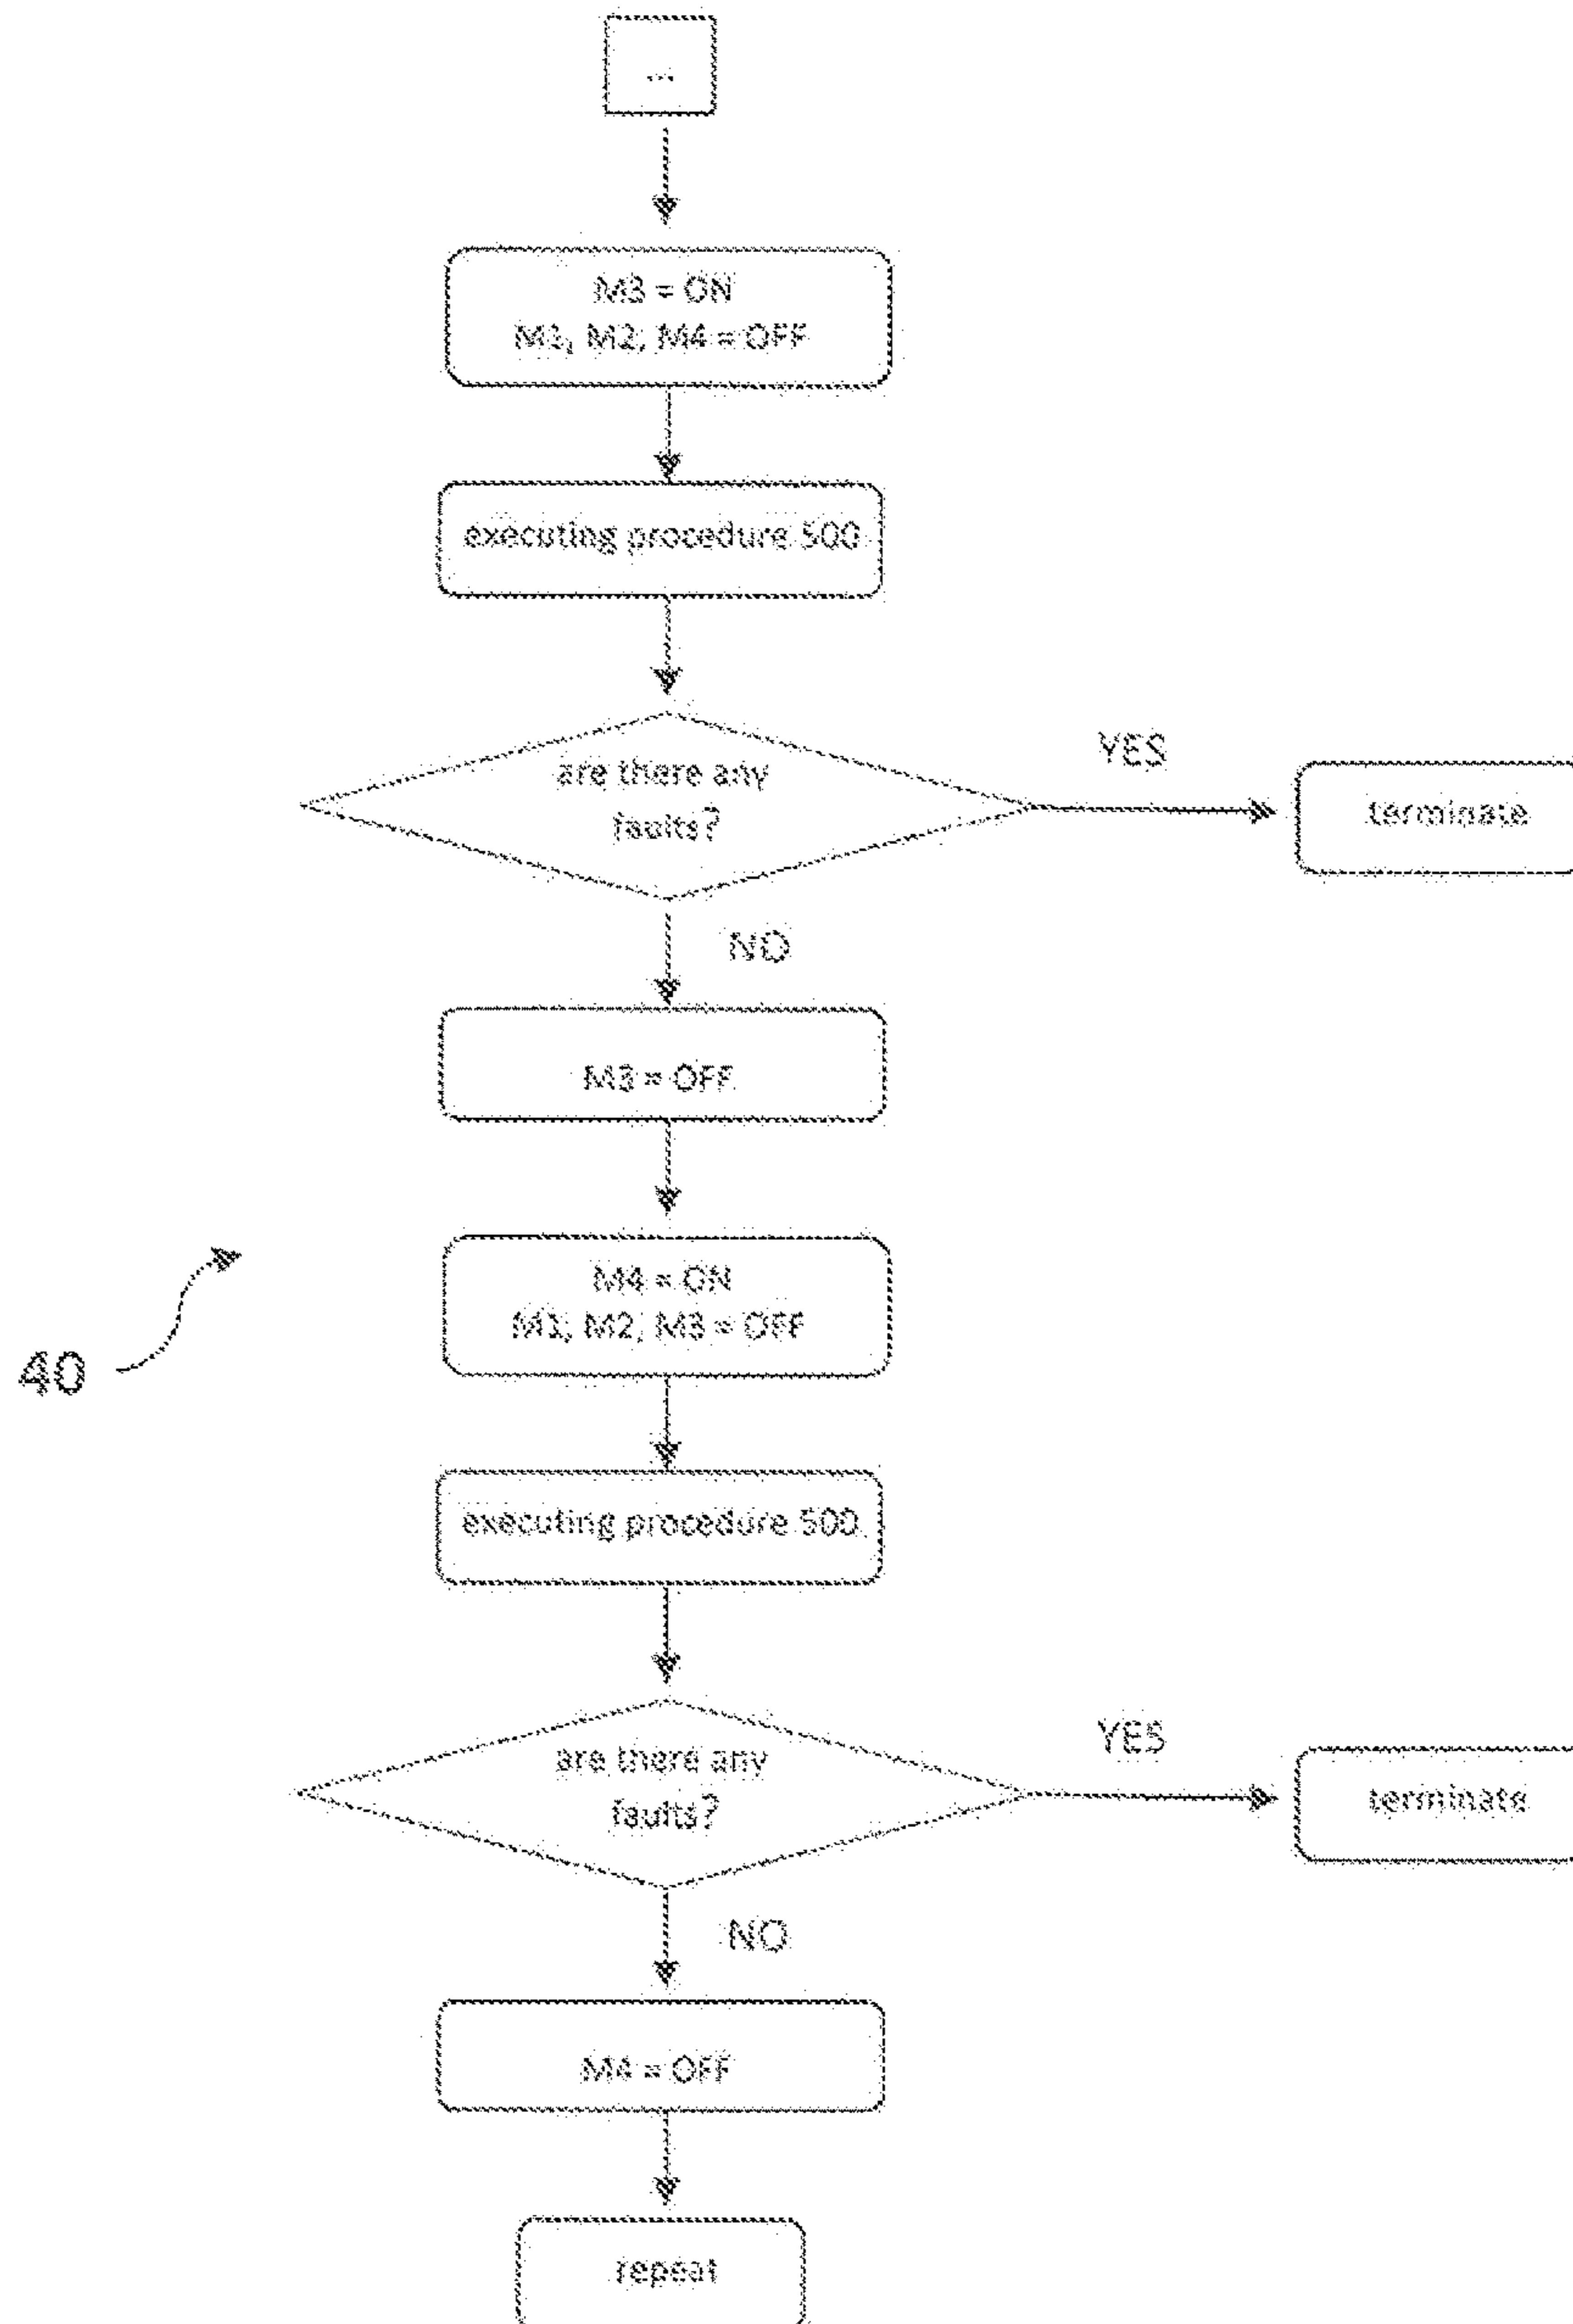 ...
M3 = ON
M1, M2, M4 = OFF
executing procedure 500
are there any
faults?
YES
terminate
NO
M3 = OFF
M4 = ON
M1, M2, M3 = OFF
40
executing procedure 500
are there any
faults?
YES
terminate
NO
M4 = OFF
repeat